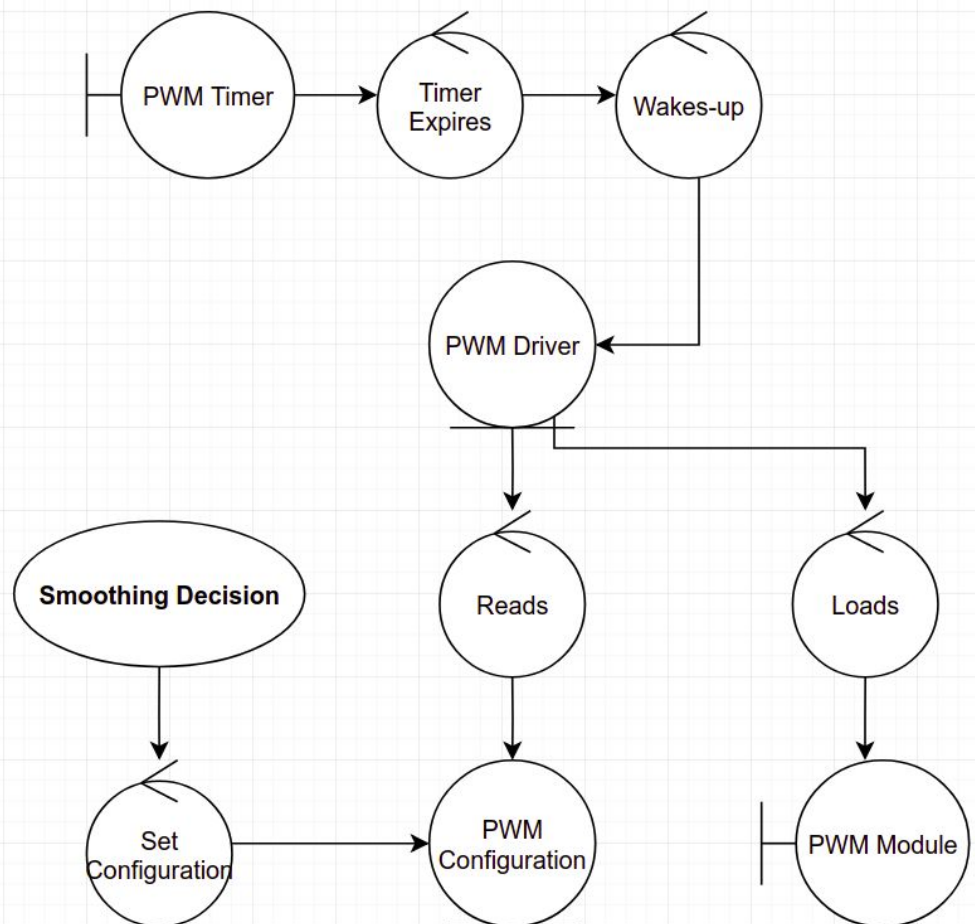 PWM Timer
Timer
Expires
Wakes-up
PWM Driver
Smoothing Decision
Reads
Loads
Set
Configuration
PWM
Configuration
PWM Module